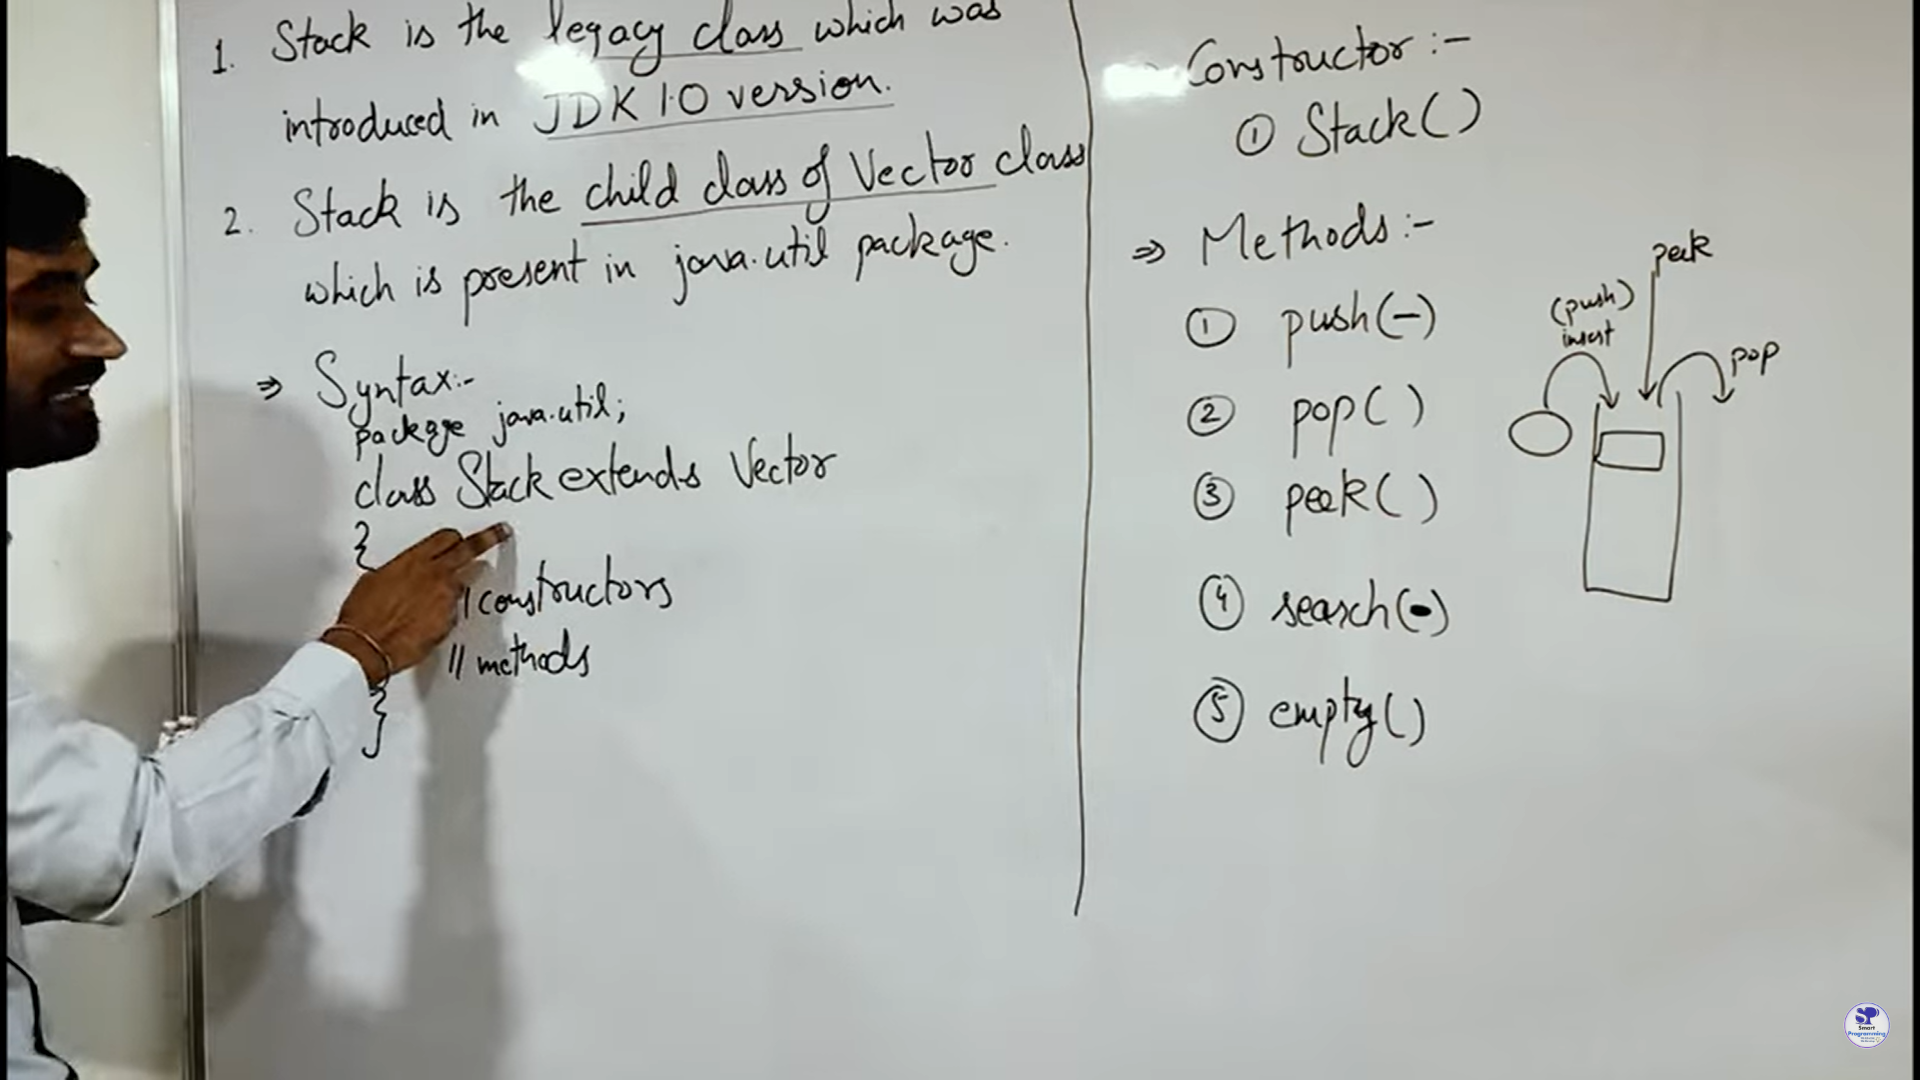 1. Stack is the legacy class which was
introduced in JDK 1.0 version.
2. Stack is the child class of Vector class
which is present in java.util package.
⇒ Syntax:-
package java.util;
class Stack extends Vector
{
// constructors
// methods
}
Constructor :-
① Stack()
⇒ Methods :-
① push(-)
② pop( )
③ peek( )
④ search(-)
⑤ empty()
peek
(push)
insert
pop
SP
Smart
Programming